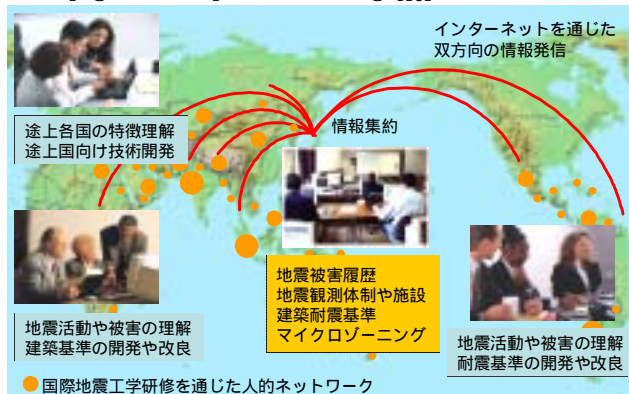 インターネットを通じた
双方向の情報発信
途上各国の特徴理解
途上国向け技術開発
情報集約
地震被害履歴
地震観測体制や施設
建築耐震基準
マイクロゾーニング
地震活動や被害の理解
建築基準の開発や改良
地震活動や被害の理解
耐震基準の開発や改良
国際地震工学研修を通じた人的ネットワーク